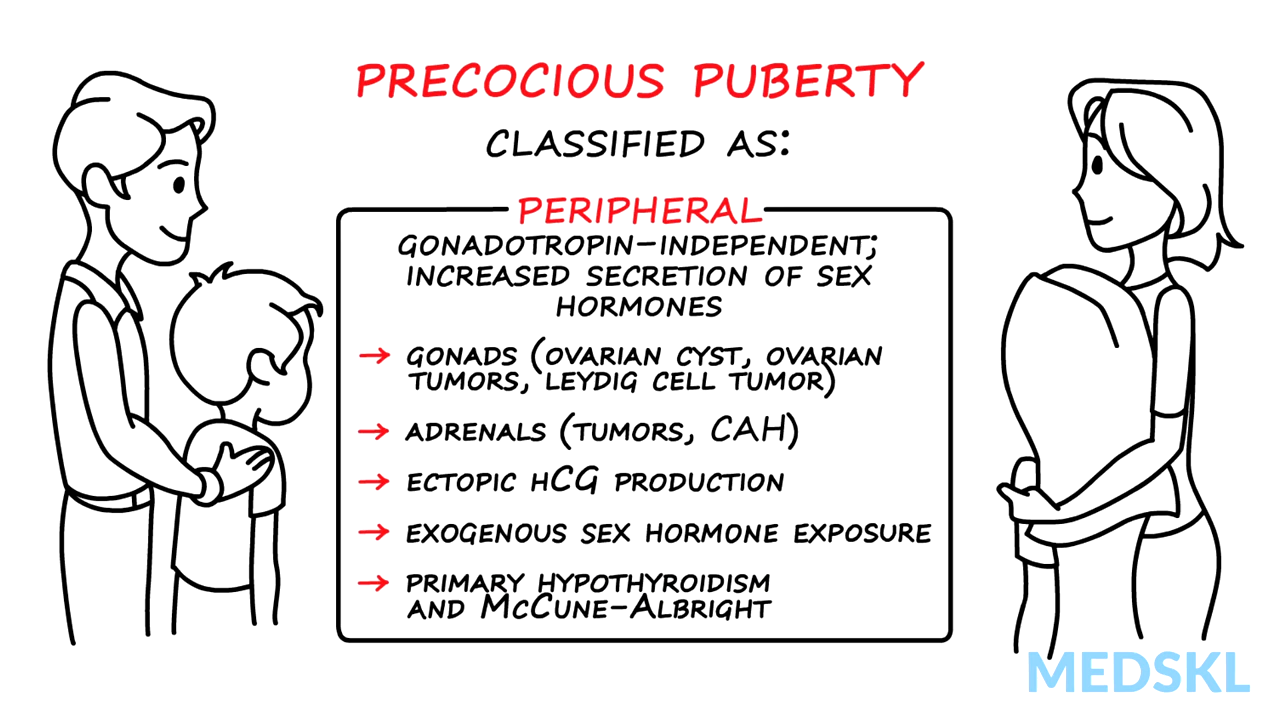 PRECOCIOUS PUBERTY
CLASSIFIED AS:
PERIPHERAL
GONADOTROPIN-INDEPENDENT;
INCREASED SECRETION OF SEX
HORMONES
→ GONADS (OVARIAN CYST, OVARIAN
TUMORS, LEYDIG CELL TUMOR)
→ ADRENALS (TUMORS, CAH)
→ ECTOPIC HCG PRODUCTION
→ EXOGENOUS SEX HORMONE EXPOSURE
→ PRIMARY HYPOTHYROIDISM
AND McCUNE-ALBRIGHT
MEDSKL